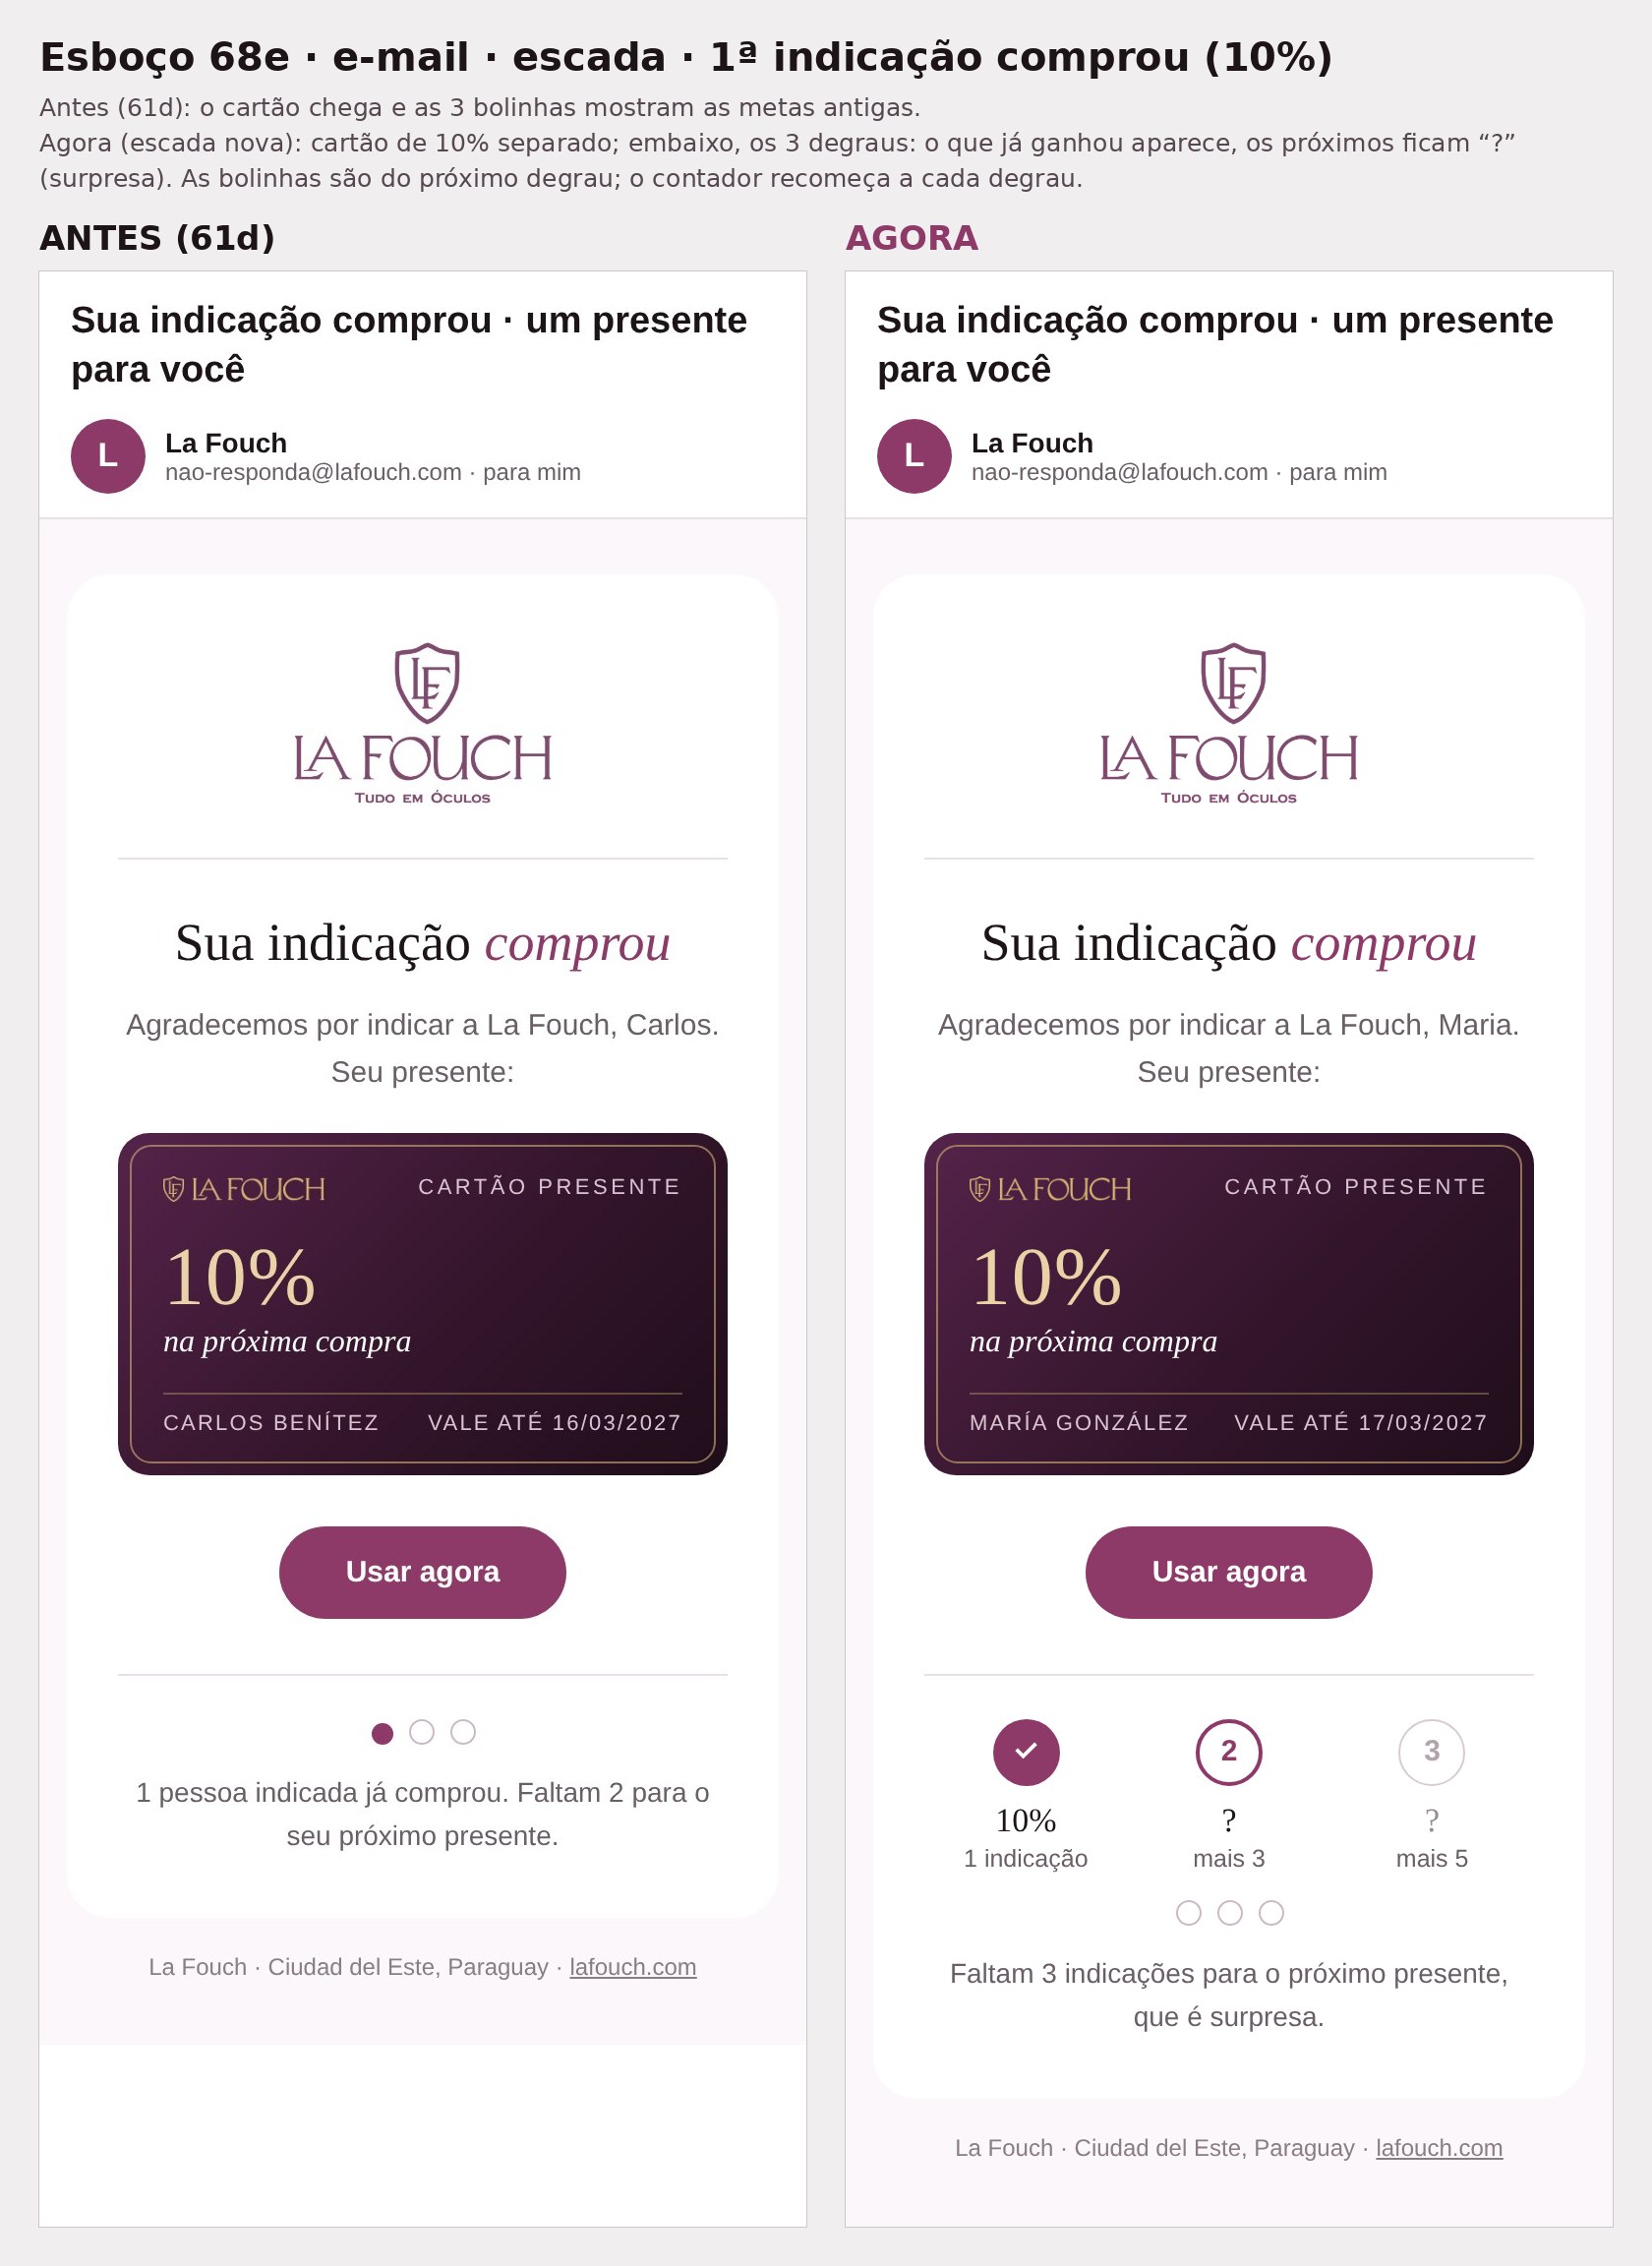 Esboço 68e · e-mail · escada · 1ª indicação comprou (10%)
Antes (61d): o cartão chega e as 3 bolinhas mostram as metas antigas.
Agora (escada nova): cartão de 10% separado; embaixo, os 3 degraus: o que já ganhou aparece, os próximos ficam “?”
(surpresa). As bolinhas são do próximo degrau; o contador recomeça a cada degrau.
ANTES (61d)
Sua indicação comprou · um presente
para você
L
La Fouch
nao-responda@lafouch.com · para mim
LF
LA FOUCH
TUDO EM ÓCULOS
Sua indicação comprou
Agradecemos por indicar a La Fouch, Carlos.
Seu presente:
LF LA FOUCH
CARTÃO PRESENTE
10%
na próxima compra
CARLOS BENÍTEZ
VALE ATÉ 16/03/2027
Usar agora
1 pessoa indicada já comprou. Faltam 2 para o
seu próximo presente.
La Fouch · Ciudad del Este, Paraguay · lafouch.com
AGORA
Sua indicação comprou · um presente
para você
L
La Fouch
nao-responda@lafouch.com · para mim
LF
LA FOUCH
TUDO EM ÓCULOS
Sua indicação comprou
Agradecemos por indicar a La Fouch, Maria.
Seu presente:
LF LA FOUCH
CARTÃO PRESENTE
10%
na próxima compra
MARÍA GONZÁLEZ
VALE ATÉ 17/03/2027
Usar agora
2
3
10%
?
?
1 indicação
mais 3
mais 5
Faltam 3 indicações para o próximo presente,
que é surpresa.
La Fouch · Ciudad del Este, Paraguay · lafouch.com